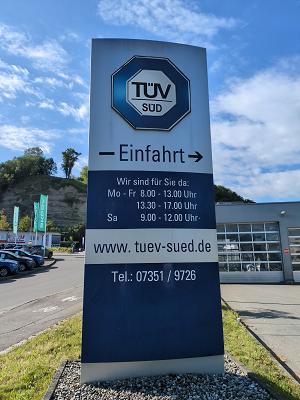 TÜV
SÜD
Einfahrt
Wir sind für Sie da:
Mo - Fr 8.00 - 13.00 Uhr
13.30 - 17.00 Uhr
Sa 9.00 - 12.00 Uhr
www. tuev-sued.de
Tel.: 07351 / 9726